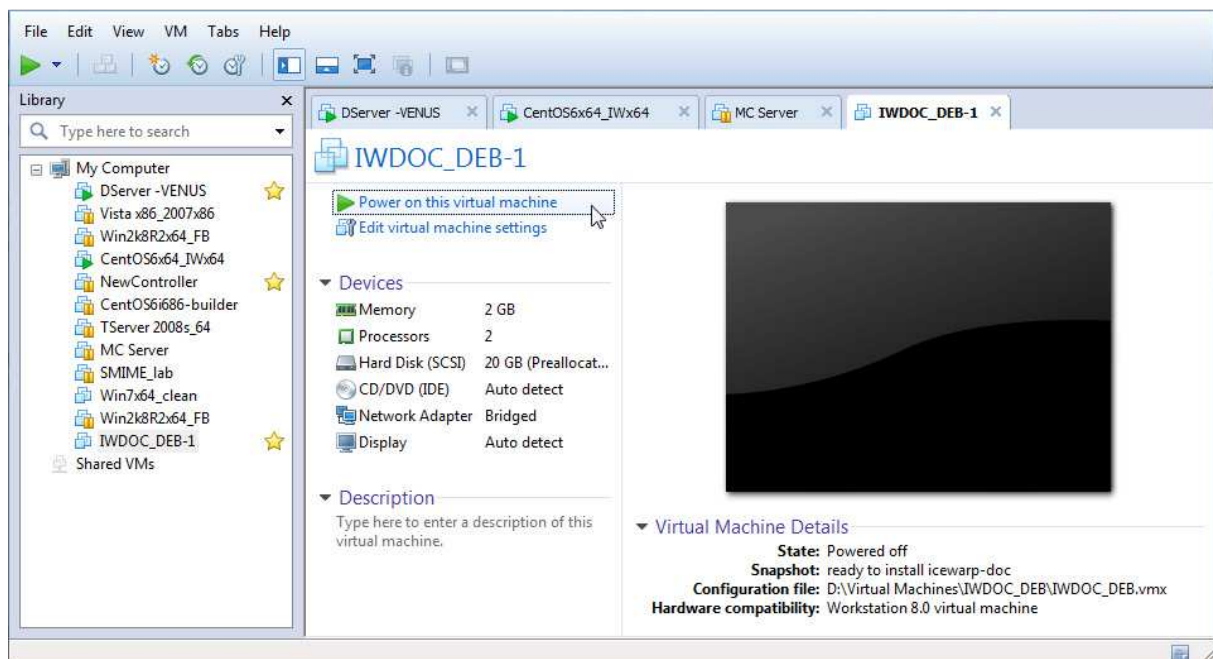 File Edit View VM Tabs Help
Library x
Type here to search
My Computer
DServer -VENUS
Vista x86_2007x86
Win2k8R2x64_FB
CentOS6x64_IWx64
NewController
CentOS6i686-builder
TServer 2008s_64
MC Server
SMIME_lab
Win7x64_clean
Win2k8R2x64_FB
IWDOC_DEB-1
Shared VMs
DServer -VENUS CentOS6x64_IWx64 MC Server IWDOC_DEB-1
IWDOC_DEB-1
Power on this virtual machine
Edit virtual machine settings
Devices
Memory 2 GB
Processors 2
Hard Disk (SCSI) 20 GB (Preallocat...
CD/DVD (IDE) Auto detect
Network Adapter Bridged
Display Auto detect
Description
Type here to enter a description of this
virtual machine.
Virtual Machine Details
State: Powered off
Snapshot: ready to install icewarp-doc
Configuration file: D:\Virtual Machines\IWDOC_DEB\IWDOC_DEB.vmx
Hardware compatibility: Workstation 8.0 virtual machine